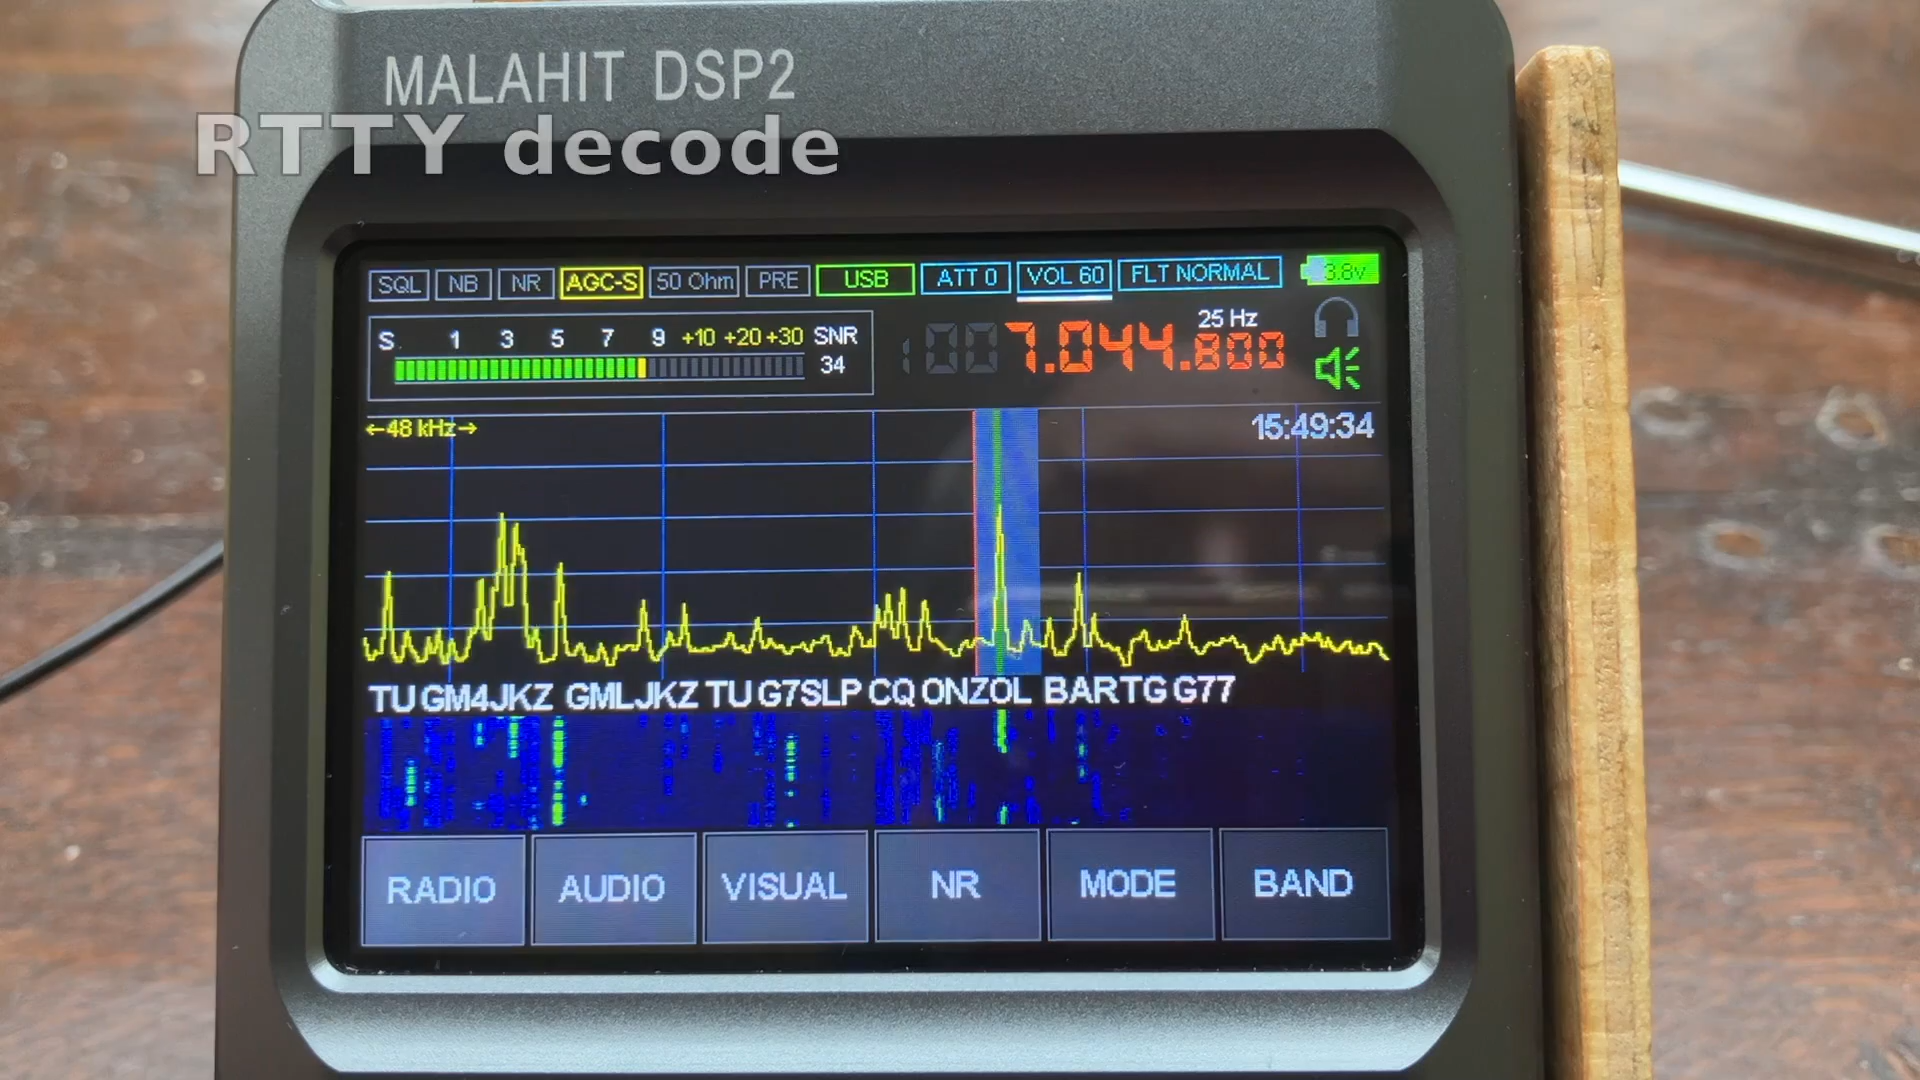 MALAHIT DSP2
RTTY decode
SQL NB NR AGC-S 50 Ohm PRE USB ATT 0 VOL 60 FLT NORMAL 3.8v
S 1 3 5 7 9 +10 +20 +30 SNR
34
25 Hz
7.044.800
←48 kHz→
15:49:34
TU GM4JKZ GMLJKZ TU G7SLP CQ ONZOL BARTG G77
RADIO AUDIO VISUAL NR MODE BAND